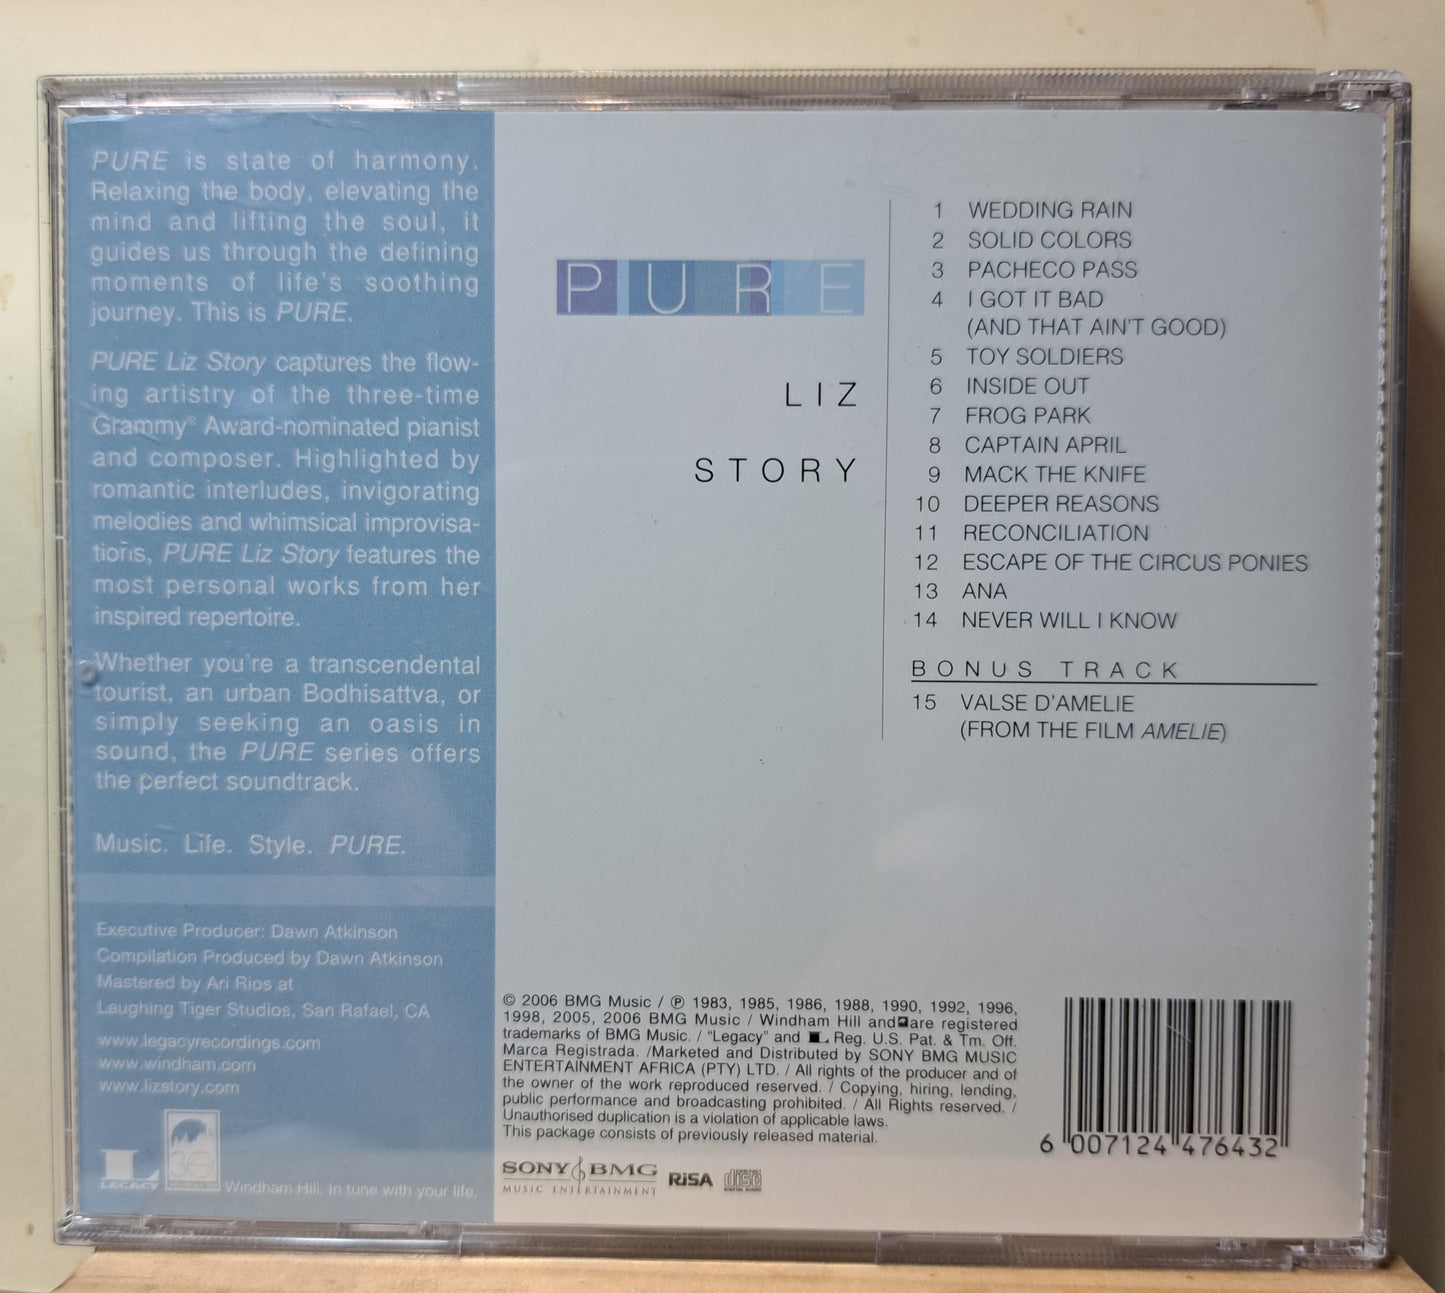 PURE is state of harmony.
Relaxing the body, elevating the
mind and lifting the soul, it
guides us through the defining
moments of life's soothing
journey. This is PURE.
PURE Liz Story captures the flow-
ing artistry of the three-time
Grammy® Award-nominated pianist
and composer. Highlighted by
romantic interludes, invigorating
melodies and whimsical improvisa-
tions, PURE Liz Story features the
most personal works from her
inspired repertoire.
Whether you're a transcendental
tourist, an urban Bodhisattva, or
simply seeking an oasis in
sound, the PURE series offers
the perfect soundtrack.
Music. Life. Style. PURE.
Executive Producer: Dawn Atkinson
Compilation Produced by Dawn Atkinson
Mastered by Ari Rios at
Laughing Tiger Studios, San Rafael, CA
www.legacyrecordings.com
www.windham.com
www.lizstory.com
L
LEGACY
30
Windham Hill: In tune with your life.
PURE
LIZ
STORY
1 WEDDING RAIN
2 SOLID COLORS
3 PACHECO PASS
4 I GOT IT BAD
(AND THAT AIN'T GOOD)
5 TOY SOLDIERS
6 INSIDE OUT
7 FROG PARK
8 CAPTAIN APRIL
9 MACK THE KNIFE
10 DEEPER REASONS
11 RECONCILIATION
12 ESCAPE OF THE CIRCUS PONIES
13 ANA
14 NEVER WILL I KNOW
BONUS TRACK
15 VALSE D'AMELIE
(FROM THE FILM AMELIE)
© 2006 BMG Music / ℗ 1983, 1985, 1986, 1988, 1990, 1992, 1996,
1998, 2005, 2006 BMG Music / Windham Hill and are registered
trademarks of BMG Music. / "Legacy" and L Reg. U.S. Pat. & Tm. Off.
Marca Registrada. /Marketed and Distributed by SONY BMG MUSIC
ENTERTAINMENT AFRICA (PTY) LTD. / All rights of the producer and of
the owner of the work reproduced reserved. / Copying, hiring, lending,
public performance and broadcasting prohibited. / All Rights reserved. /
Unauthorised duplication is a violation of applicable laws.
This package consists of previously released material.
SONY BMG
MUSIC ENTERTAINMENT
RiSA
COMPACT
disc
DIGITAL AUDIO
6 007124 476432